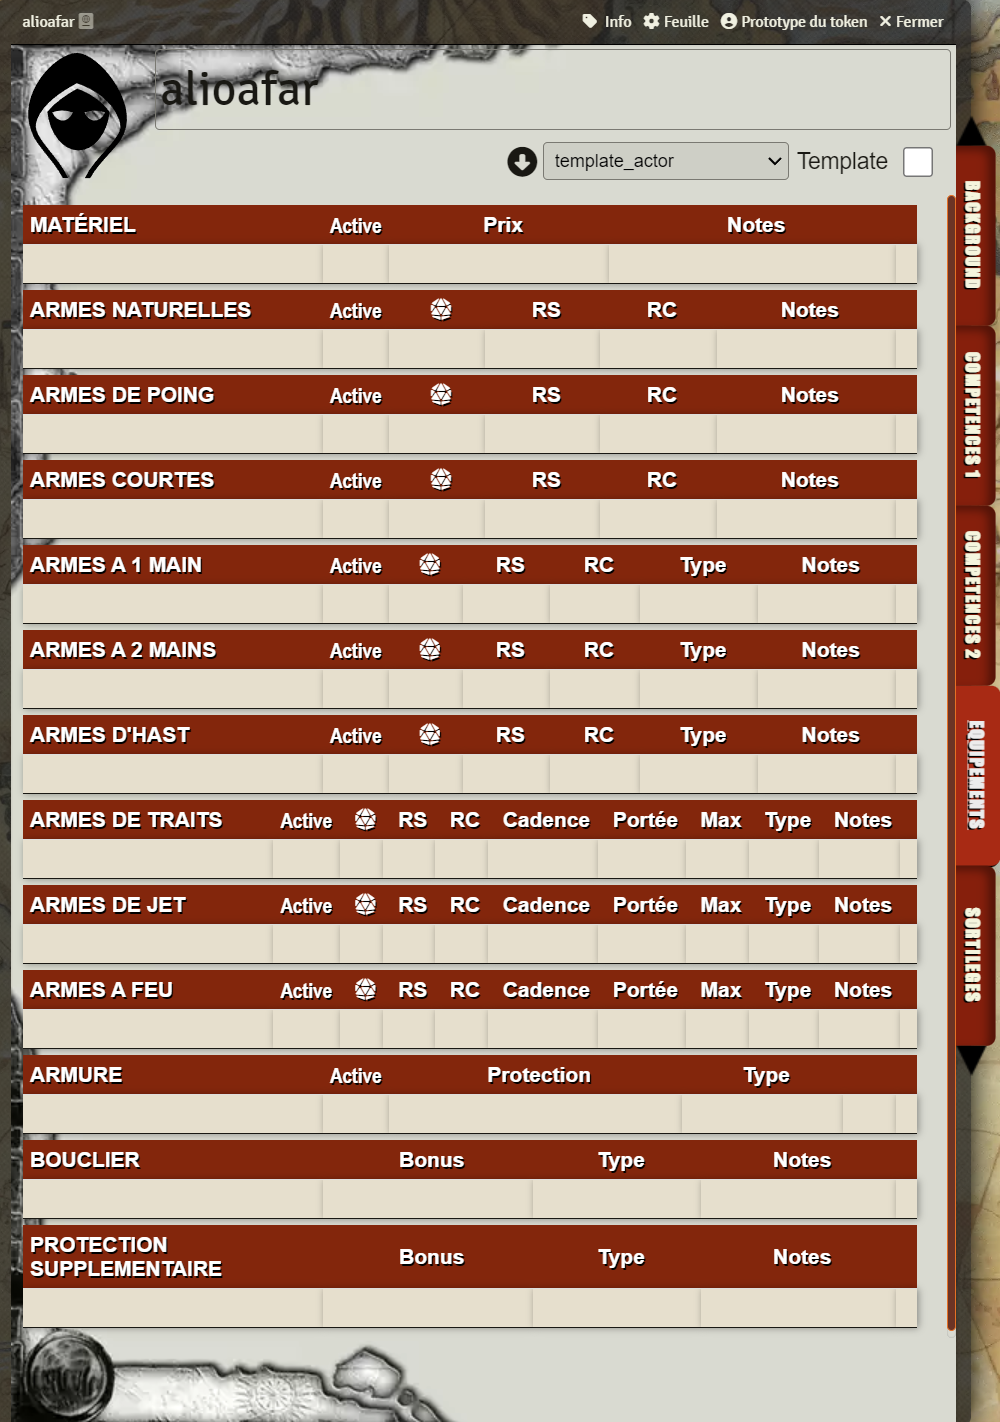 alioafar Info Feuille Prototype du token Fermer
alioafar
template_actor Template
MATÉRIEL Active Prix Notes
ARMES NATURELLES Active RS RC Notes
ARMES DE POING Active RS RC Notes
ARMES COURTES Active RS RC Notes
ARMES A 1 MAIN Active RS RC Type Notes
ARMES A 2 MAINS Active RS RC Type Notes
ARMES D'HAST Active RS RC Type Notes
ARMES DE TRAITS Active RS RC Cadence Portée Max Type Notes
ARMES DE JET Active RS RC Cadence Portée Max Type Notes
ARMES A FEU Active RS RC Cadence Portée Max Type Notes
ARMURE Active Protection Type
BOUCLIER Bonus Type Notes
PROTECTION
SUPPLEMENTAIRE Bonus Type Notes
BACKGROUND
COMPETENCES 1
COMPETENCES 2
EQUIPEMENTS
SORTILEGES